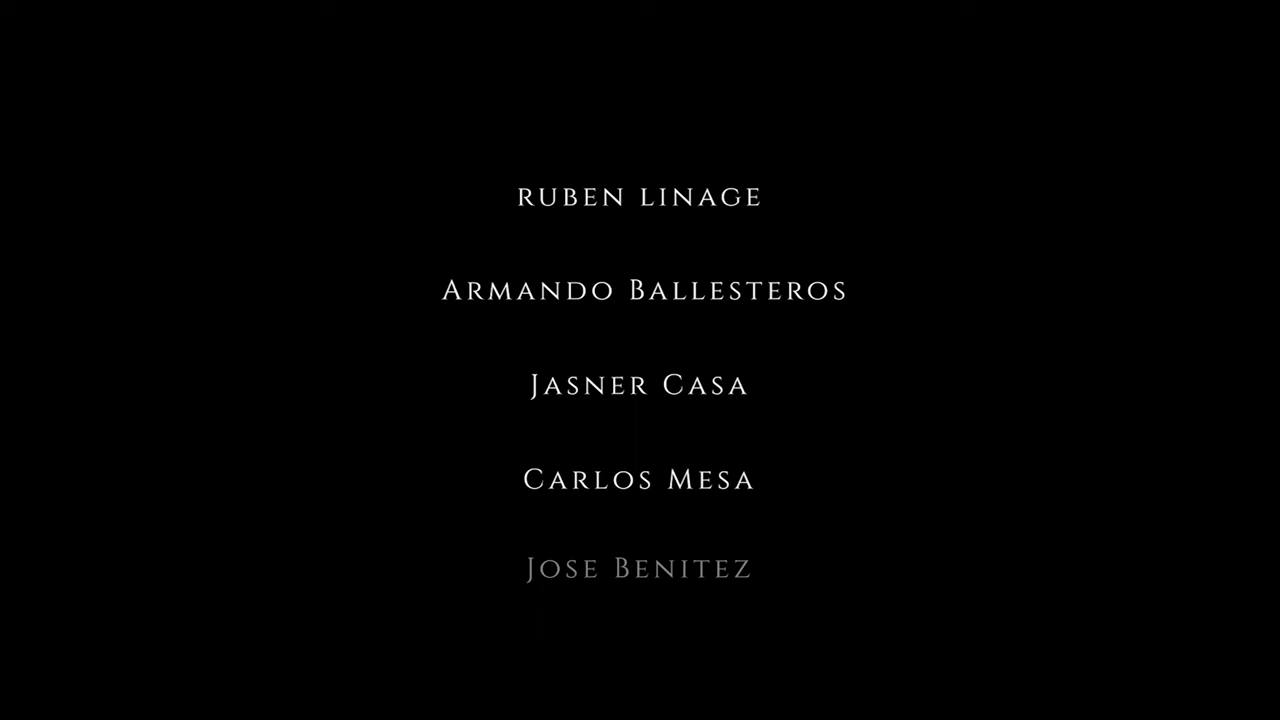 RUBEN LINAGE
ARMANDO BALLESTEROS
JASNER CASA
CARLOS MESA
JOSE BENITEZ